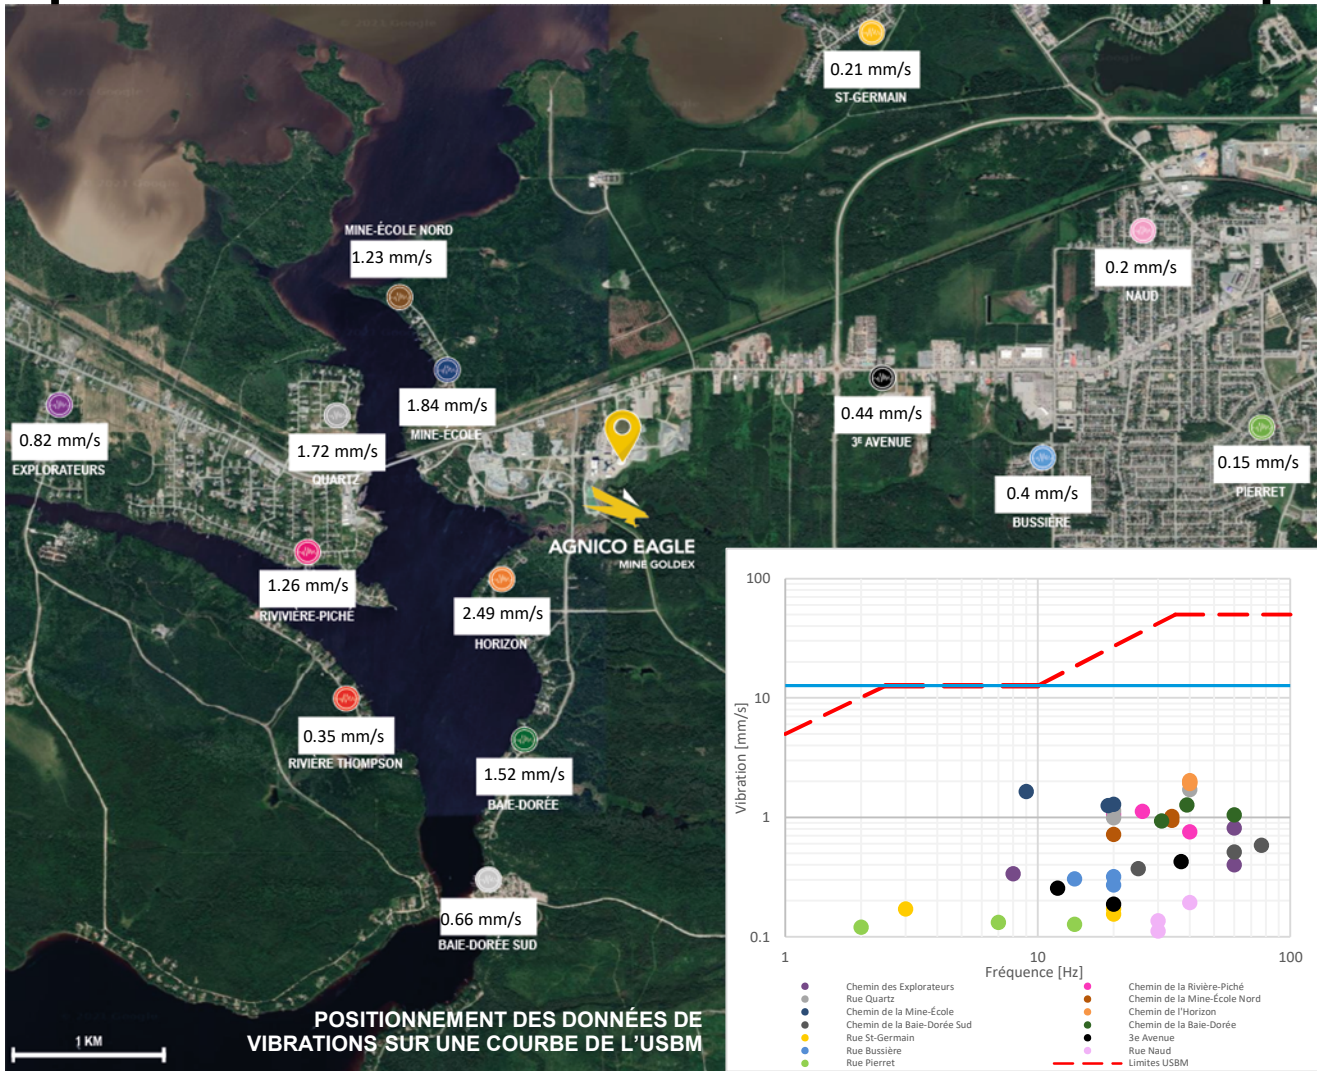 0.21 mm/s
ST-GERMAIN
MINE-ÉCOLE NORD
1.23 mm/s
0.2 mm/s
NAUD
0.82 mm/s
EXPLORATEURS
1.84 mm/s
MINE-ÉCOLE
1.72 mm/s
QUARTZ
0.44 mm/s
3E AVENUE
0.15 mm/s
PIERRET
0.4 mm/s
BUSSIÈRE
AGNICO EAGLE
MINE GOLDEX
1.26 mm/s
RIVIVIÈRE-PICHÉ
2.49 mm/s
HORIZON
0.35 mm/s
RIVIÈRE THOMPSON
1.52 mm/s
BAIE-DORÉE
0.66 mm/s
BAIE-DORÉE SUD
1 KM
POSITIONNEMENT DES DONNÉES DE
VIBRATIONS SUR UNE COURBE DE L'USBM
100
10
1
0.1
Vibration [mm/s]
1
10
100
Fréquence [Hz]
Chemin des Explorateurs
Chemin de la Rivière-Piché
Rue Quartz
Chemin de la Mine-École Nord
Chemin de la Mine-École
Chemin de l'Horizon
Chemin de la Baie-Dorée Sud
Chemin de la Baie-Dorée
Rue St-Germain
3e Avenue
Rue Bussière
Rue Naud
Rue Pierret
Limites USBM